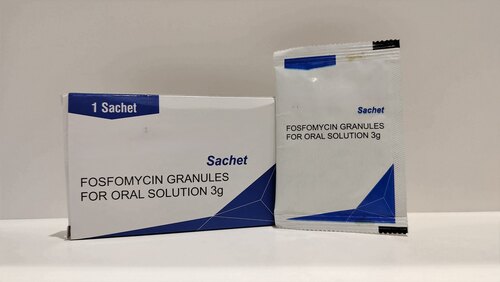 1 Sachet
Sachet
FOSFOMYCIN GRANULES
FOR ORAL SOLUTION 3g
Sachet
FOSFOMYCIN GRANULES
FOR ORAL SOLUTION 3g